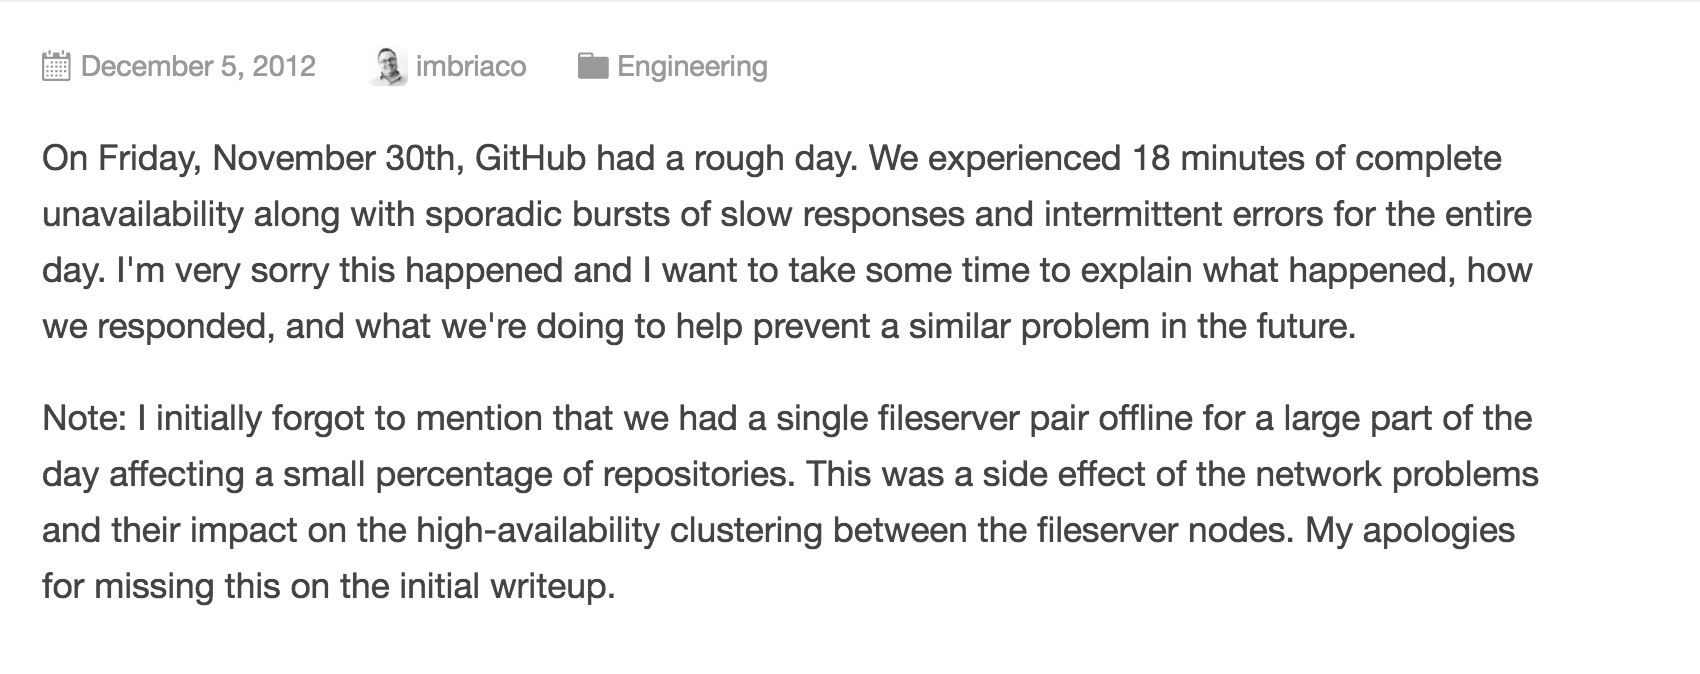 December 5, 2012 imbriaco Engineering
On Friday, November 30th, GitHub had a rough day. We experienced 18 minutes of complete
unavailability along with sporadic bursts of slow responses and intermittent errors for the entire
day. I'm very sorry this happened and I want to take some time to explain what happened, how
we responded, and what we're doing to help prevent a similar problem in the future.
Note: I initially forgot to mention that we had a single fileserver pair offline for a large part of the
day affecting a small percentage of repositories. This was a side effect of the network problems
and their impact on the high-availability clustering between the fileserver nodes. My apologies
for missing this on the initial writeup.